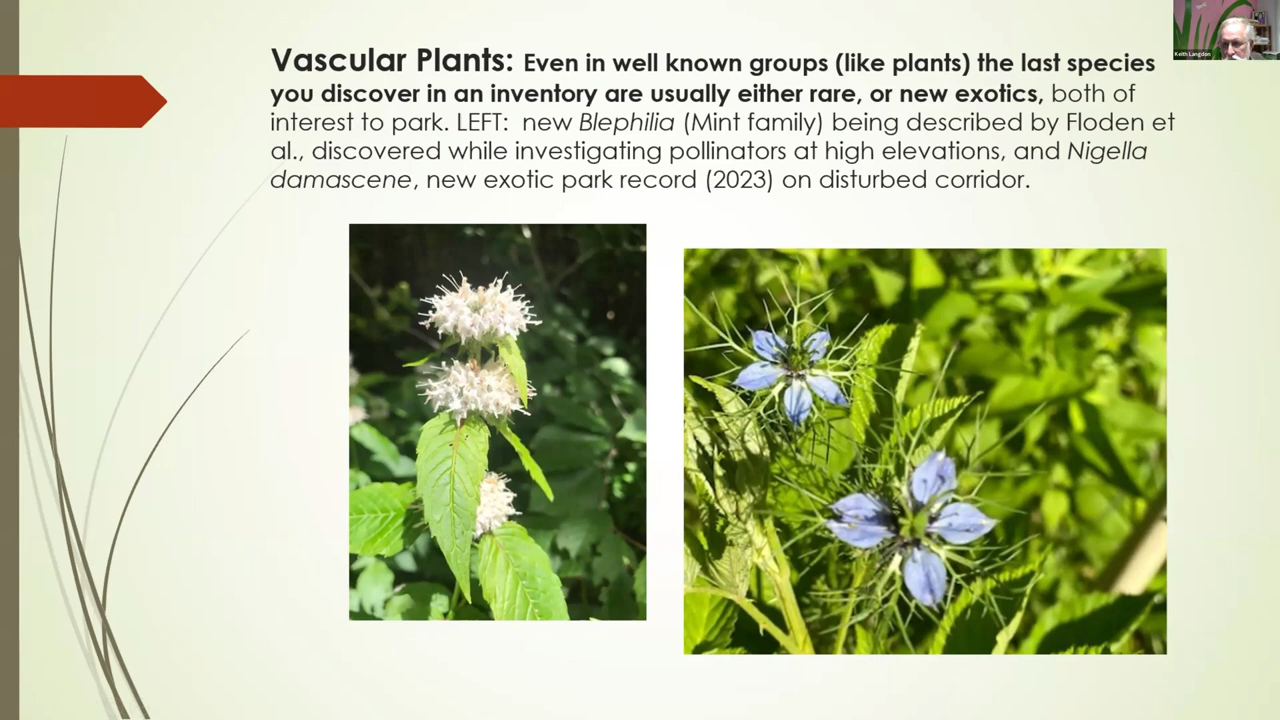 Vascular Plants: Even in well known groups (like plants) the last species
you discover in an inventory are usually either rare, or new exotics, both of
interest to park. LEFT: new Blephilia (Mint family) being described by Floden et
al., discovered while investigating pollinators at high elevations, and Nigella
damascene, new exotic park record (2023) on disturbed corridor.
Keith Langdon